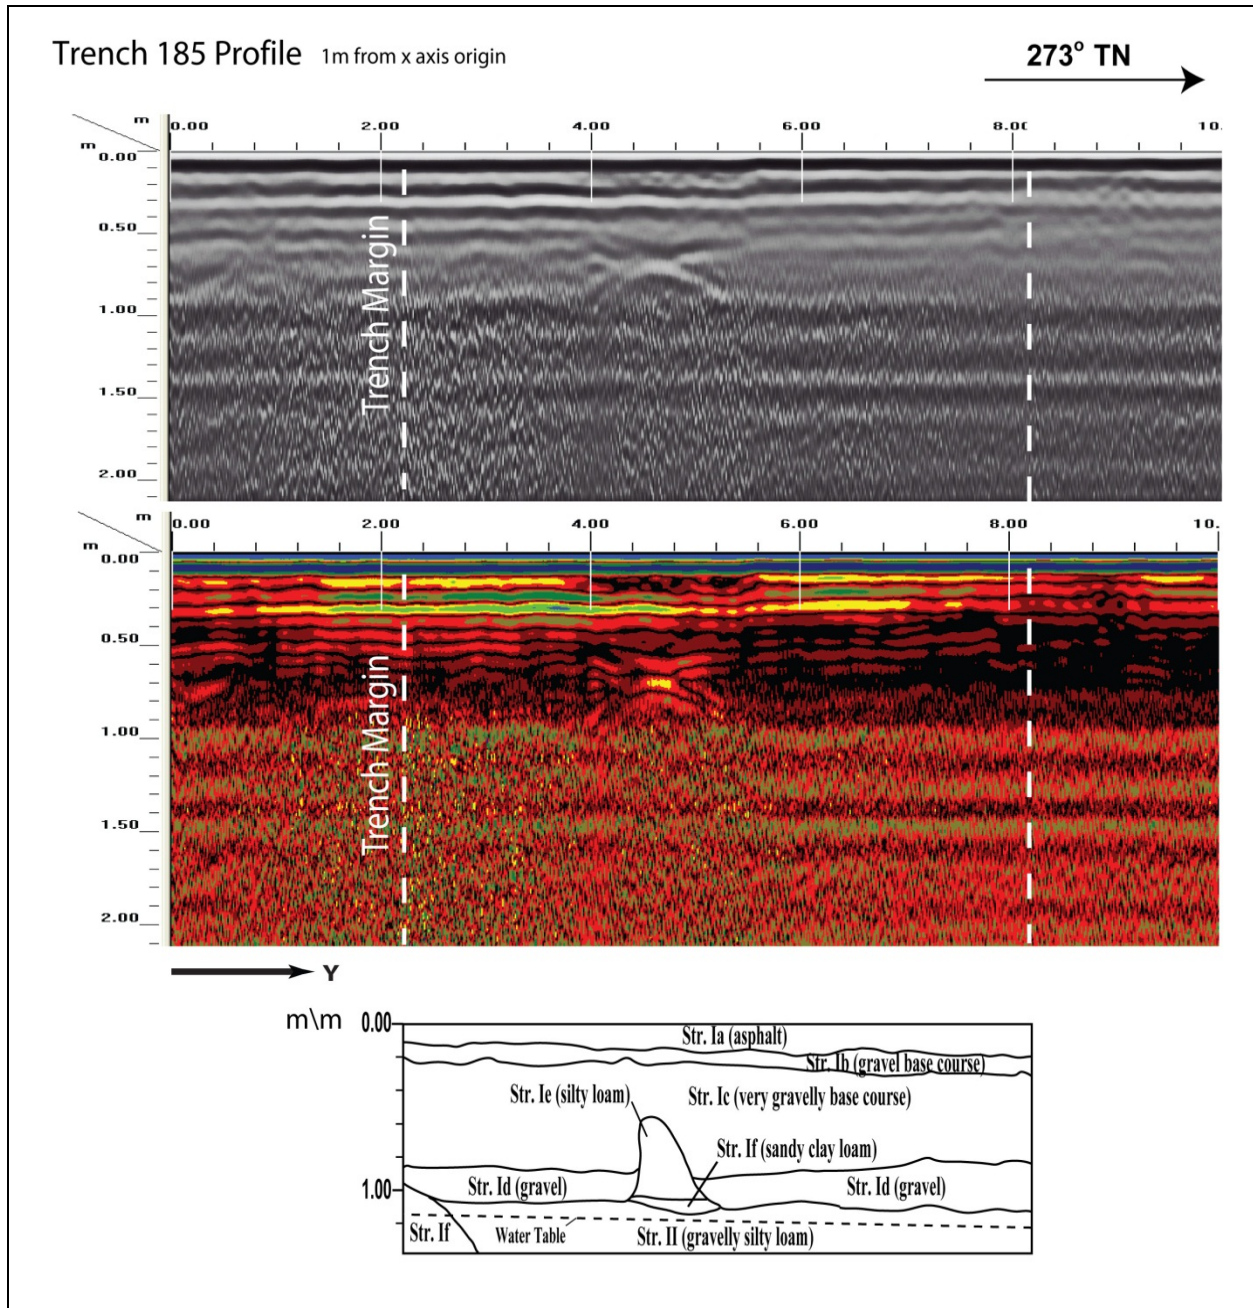 Trench 185 Profile 1m from x axis origin
273° TN
m
0.00 2.00 4.00 6.00 8.00 10.
m
0.00
0.50
1.00
1.50
2.00
Trench Margin
m
0.00 2.00 4.00 6.00 8.00 10.
m
0.00
0.50
1.00
1.50
2.00
Trench Margin
Y
m\m
0.00
Str. Ia (asphalt)
Str. Ib (gravel base course)
Str. Ie (silty loam)
Str. Ic (very gravelly base course)
Str. If (sandy clay loam)
1.00
Str. Id (gravel)
Str. Id (gravel)
Str. If
Water Table
Str. II (gravelly silty loam)